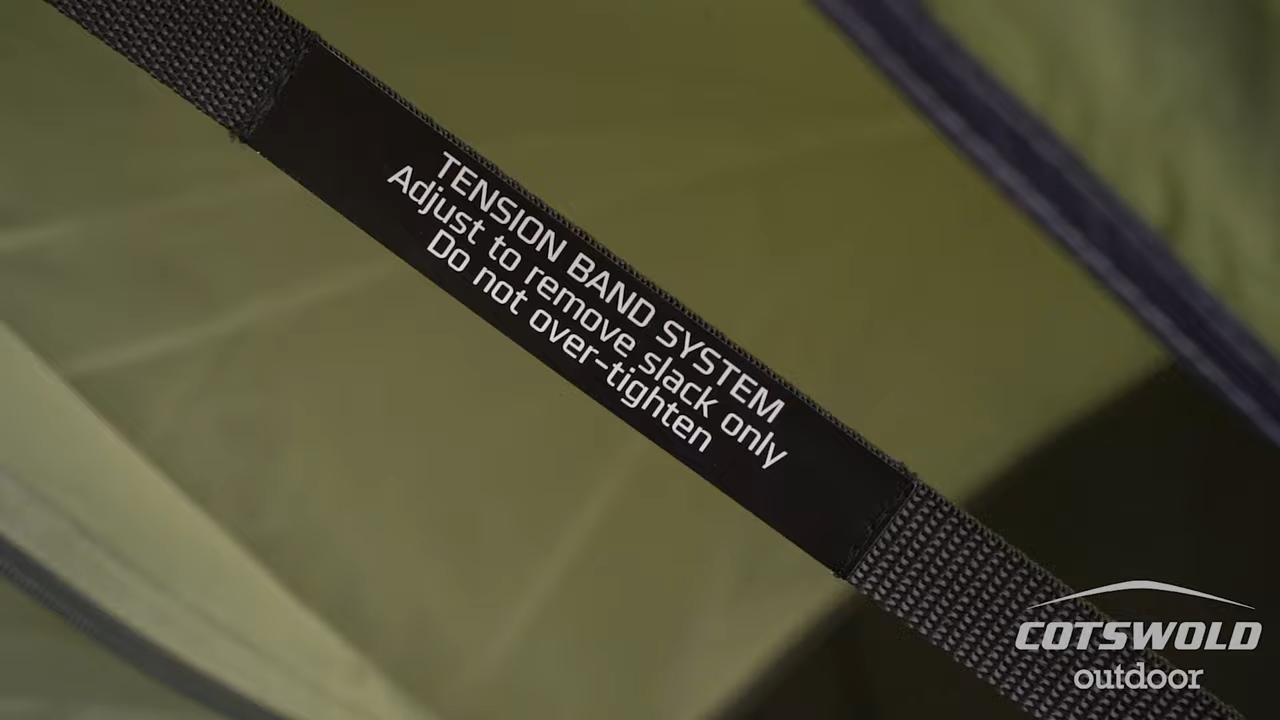 TENSION BAND SYSTEM
Adjust to remove slack only
Do not over-tighten
COTSWOLD
outdoor